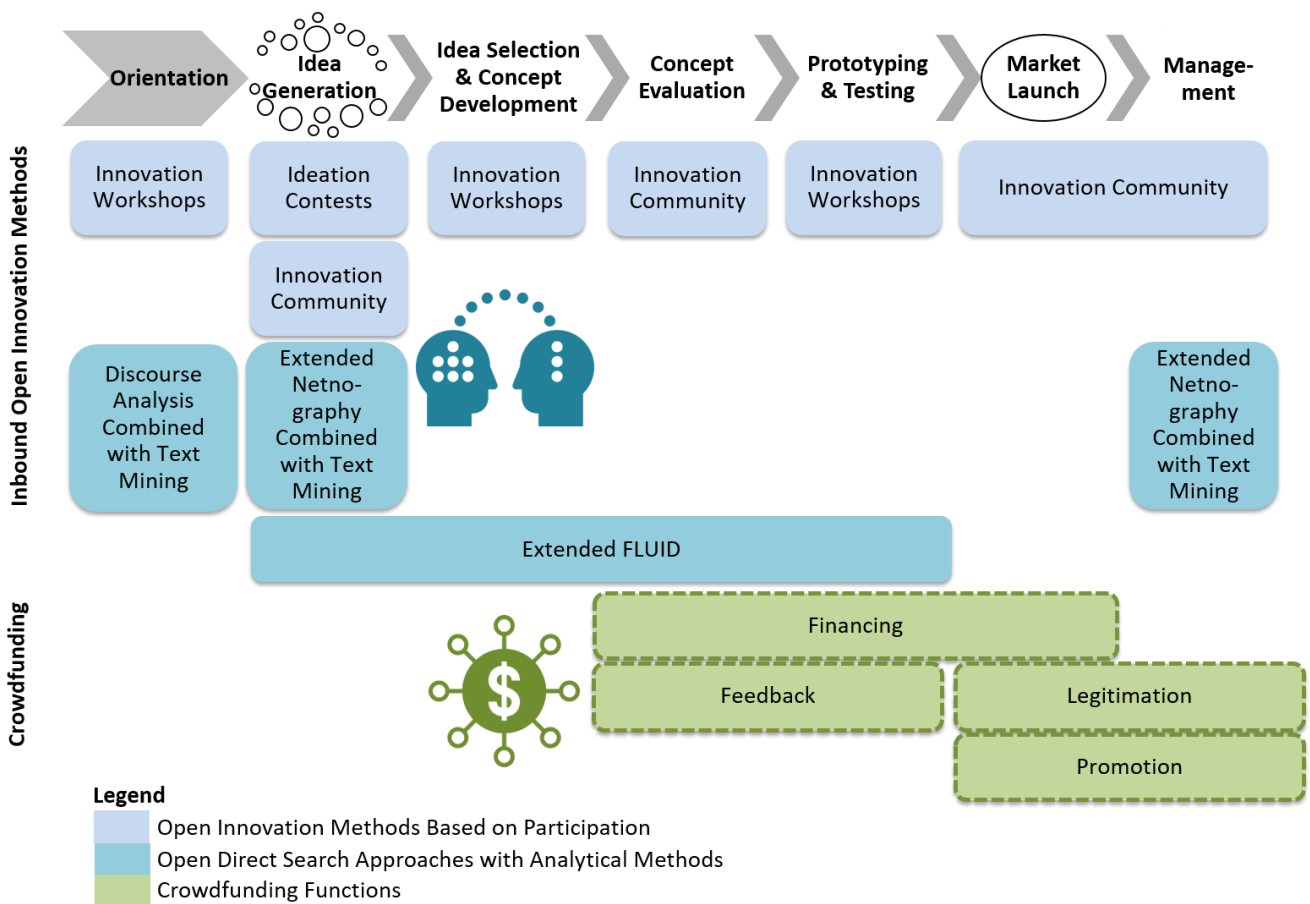 Orientation
Idea
Generation
Idea Selection
& Concept
Development
Concept
Evaluation
Prototyping
& Testing
Market
Launch
Manage-
ment
Inbound Open Innovation Methods
Innovation
Workshops
Ideation
Contests
Innovation
Workshops
Innovation
Community
Innovation
Workshops
Innovation Community
Innovation
Community
Discourse
Analysis
Combined
with Text
Mining
Extended
Netno-
graphy
Combined
with Text
Mining
Extended
Netno-
graphy
Combined
with Text
Mining
Extended FLUID
Crowdfunding
$
Financing
Feedback
Legitimation
Promotion
Legend
Open Innovation Methods Based on Participation
Open Direct Search Approaches with Analytical Methods
Crowdfunding Functions